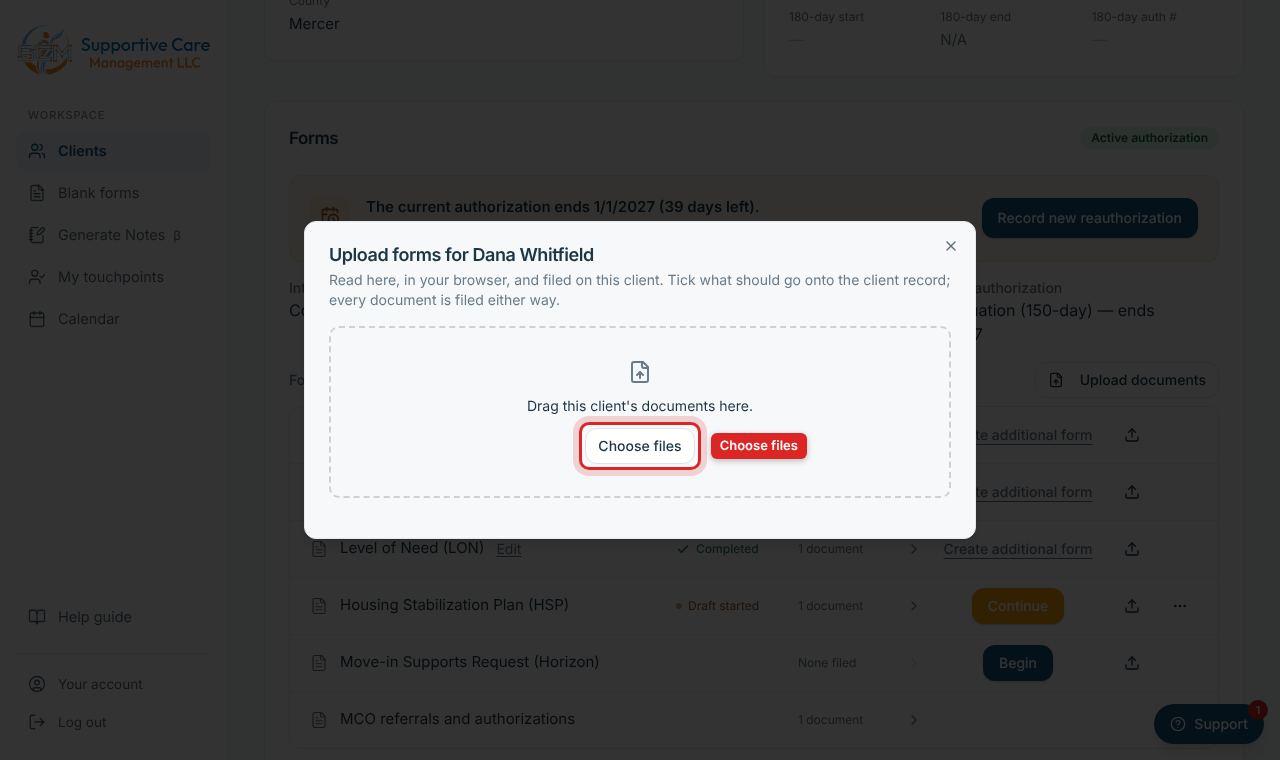 County
Mercer
180-day start
180-day end
180-day auth #
—
N/A
—
Supportive Care
Management LLC
WORKSPACE
Clients
Blank forms
Generate Notes β
My touchpoints
Calendar
Help guide
Your account
Log out
Forms
Active authorization
The current authorization ends 1/1/2027 (39 days left).
Record new reauthorization
Upload forms for Dana Whitfield
Read here, in your browser, and filed on this client. Tick what should go onto the client record;
every document is filed either way.
Drag this client's documents here.
Choose files
Choose files
authorization
(150-day) — ends
Upload documents
additional form
additional form
Level of Need (LON) Edit
Completed
1 document
Create additional form
Housing Stabilization Plan (HSP)
Draft started
1 document
Continue
Move-in Supports Request (Horizon)
None filed
Begin
MCO referrals and authorizations
1 document
Support
1